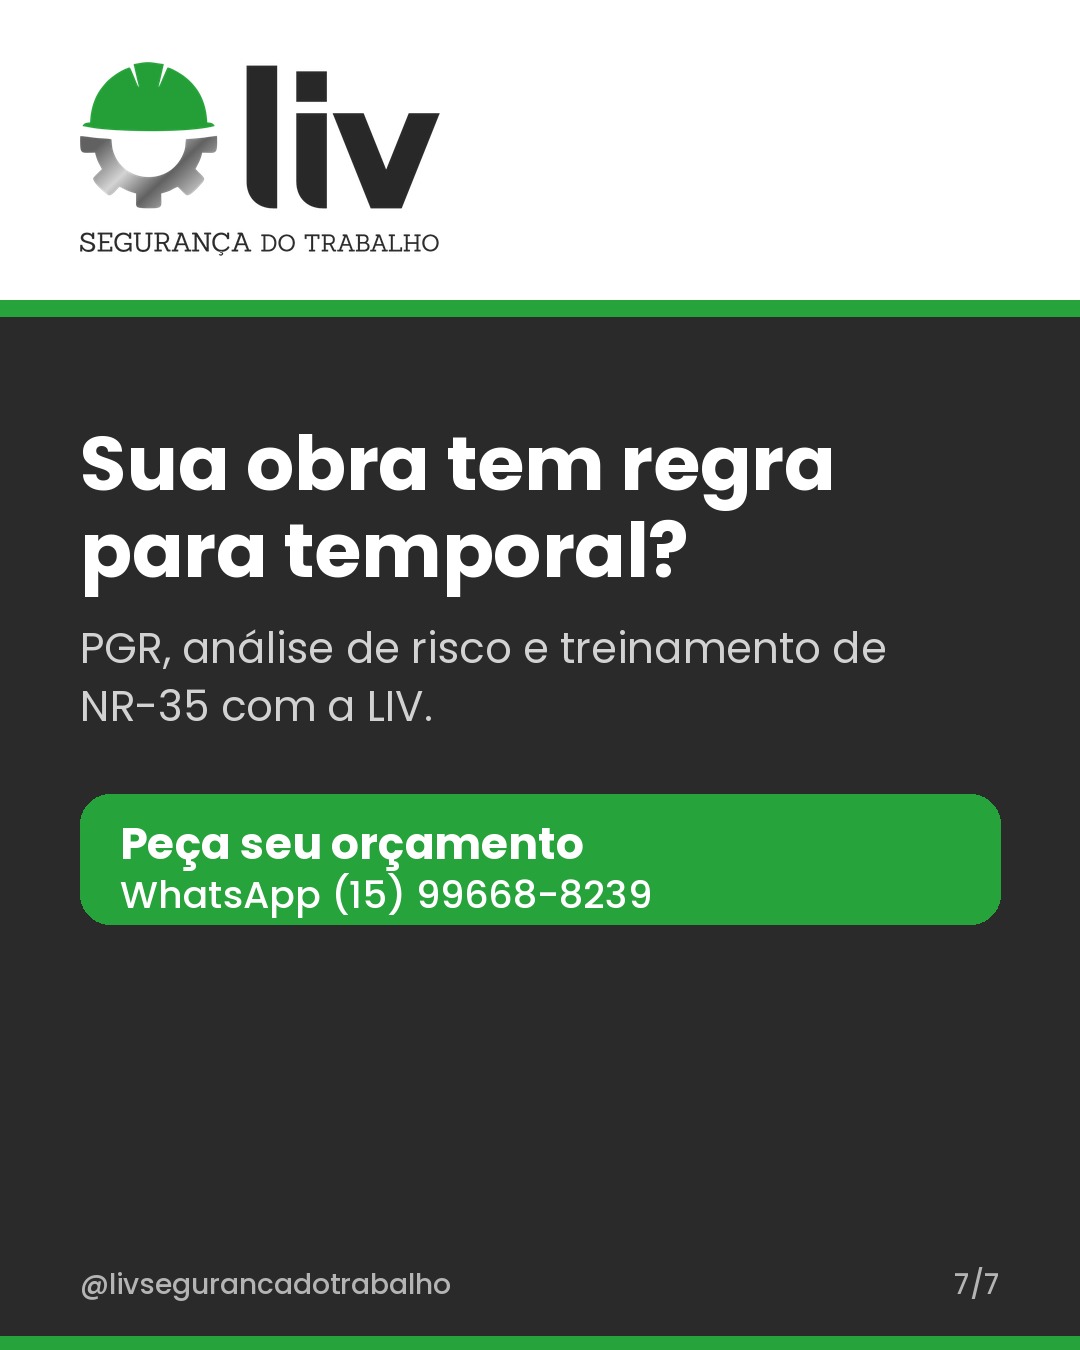 liv
SEGURANÇA DO TRABALHO
Sua obra tem regra
para temporal?
PGR, análise de risco e treinamento de
NR-35 com a LIV.
Peça seu orçamento
WhatsApp (15) 99668-8239
@livsegurancadotrabalho
7/7